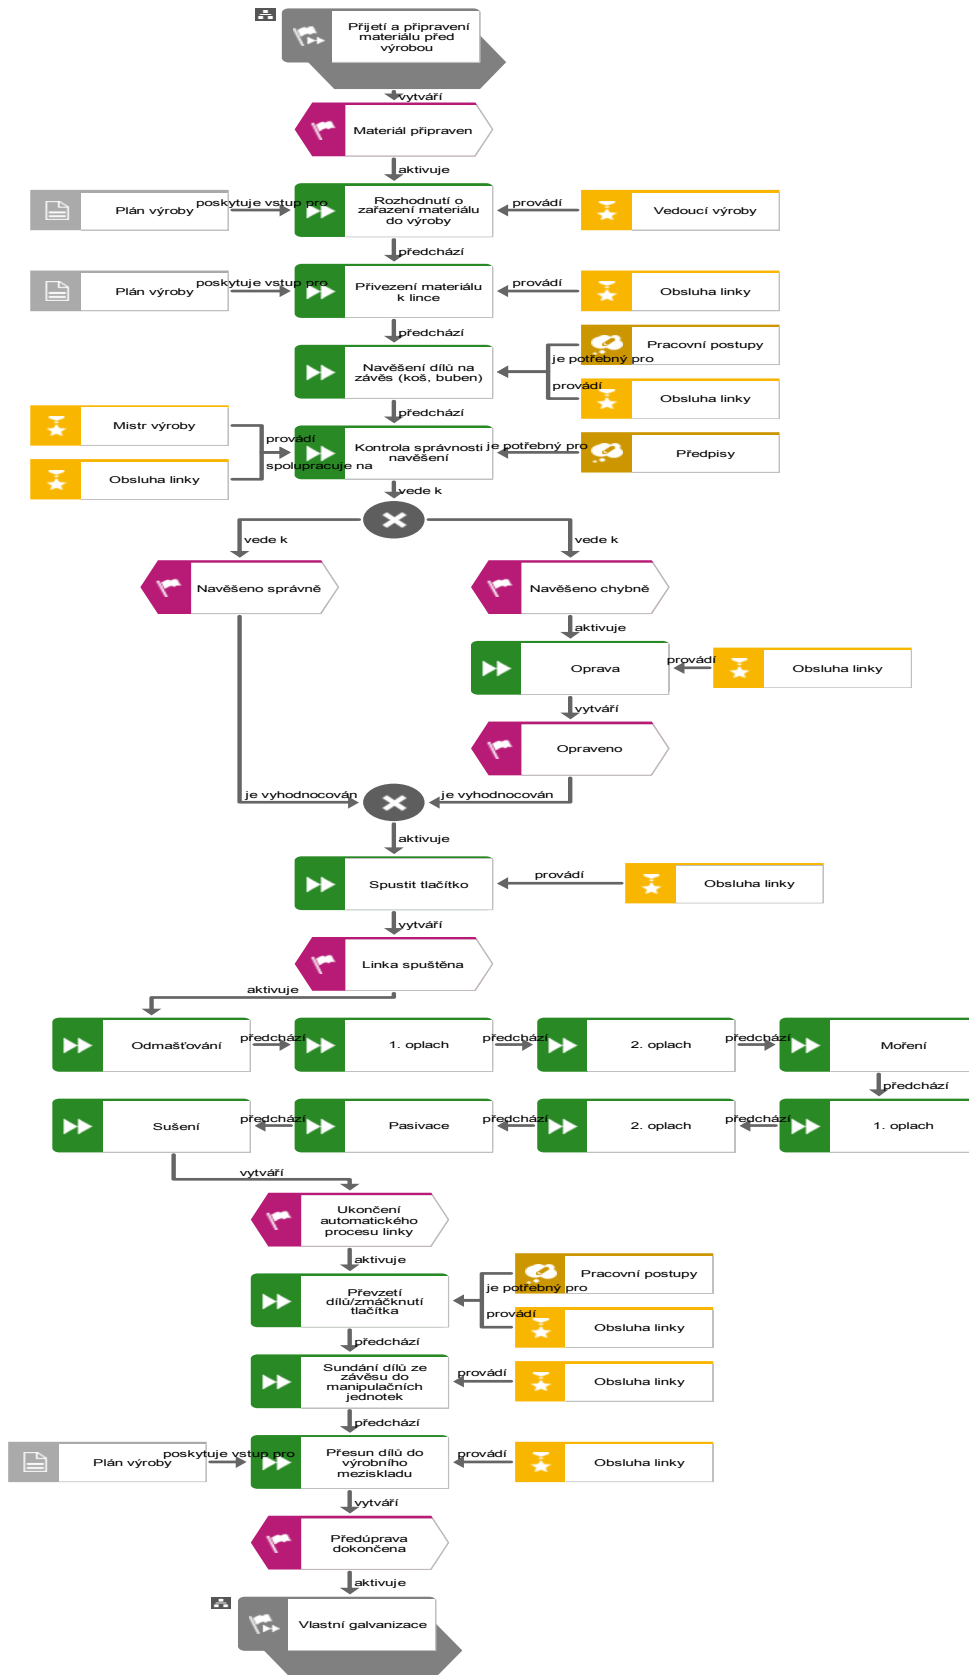 Přijetí a připravení
materiálu před
výrobou
vytváří
Materiál připraven
aktivuje
Plán výroby
poskytuje vstup pro
Rozhodnutí o
zařazení materiálu
do výroby
provádí
Vedoucí výroby
předchází
Plán výroby
poskytuje vstup pro
Přivezení materiálu
k lince
provádí
Obsluha linky
předchází
Navěšení dílů na
závěs (koš, buben)
Pracovní postupy
je potřebný pro
provádí
Obsluha linky
předchází
Mistr výroby
provádí
spolupracuje na
Obsluha linky
Kontrola správnosti
navěšení
je potřebný pro
Předpisy
vede k
vede k
vede k
Navěšeno správně
Navěšeno chybně
aktivuje
Oprava
provádí
Obsluha linky
vytváří
Opraveno
je vyhodnocován
je vyhodnocován
aktivuje
Spustit tlačítko
provádí
Obsluha linky
vytváří
Linka spuštěna
aktivuje
Odmašťování
předchází
1. oplach
předchází
2. oplach
předchází
Moření
předchází
Sušení
předchází
Pasivace
předchází
2. oplach
předchází
1. oplach
vytváří
Ukončení
automatického
procesu linky
aktivuje
Převzetí
dílů/zmáčknutí
tlačítka
Pracovní postupy
je potřebný pro
provádí
Obsluha linky
předchází
Sundání dílů ze
závěsu do
manipulačních
jednotek
provádí
Obsluha linky
předchází
Plán výroby
poskytuje vstup pro
Přesun dílů do
výrobního
meziskladu
provádí
Obsluha linky
vytváří
Předúprava
dokončena
aktivuje
Vlastní galvanizace